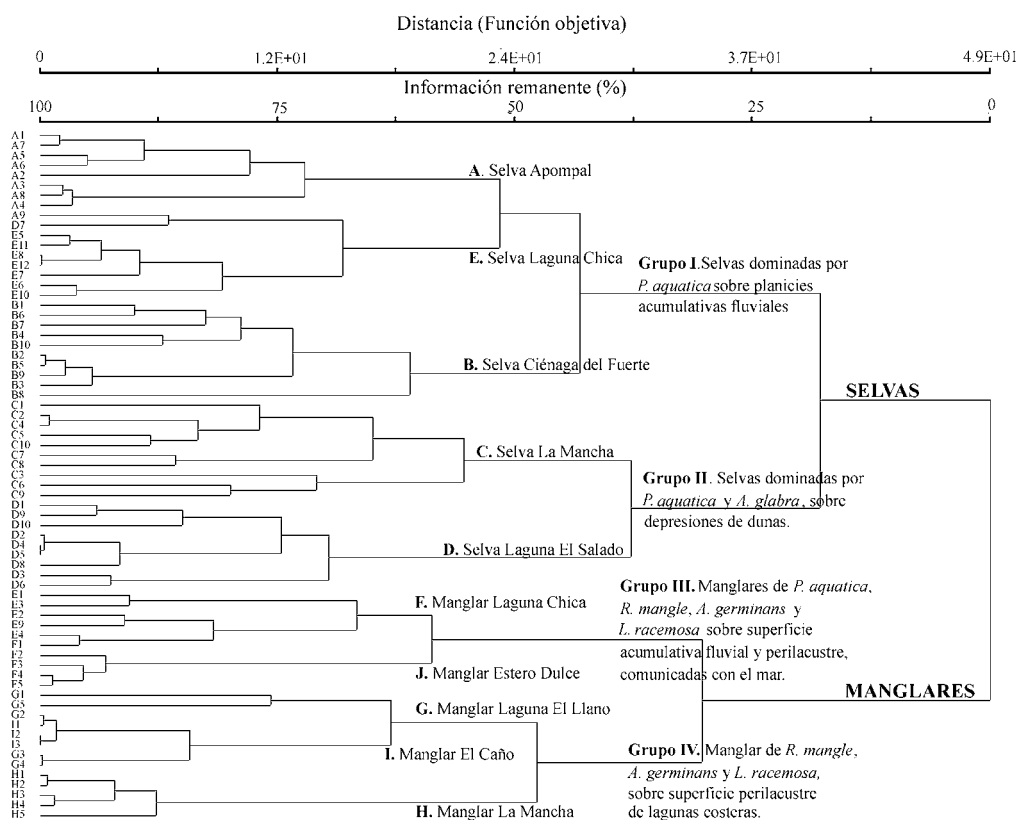 Distancia (Función objetiva)
0 1.2E+01 2.4E+01 3.7E+01 4.9E+01
Información remanente (%)
100 75 50 25 0
A1
A7
A5
A6
A2
A3
A8
A4
A9
D7
E5
E11
E8
E12
E7
E6
E10
B1
B6
B7
B4
B10
B2
B5
B9
B3
B8
C1
C2
C4
C5
C10
C7
C8
C3
C6
C9
D1
D9
D10
D2
D4
D5
D8
D3
D6
E1
E3
E2
E9
E4
F1
F2
F3
F4
F5
G1
G5
G2
I1
I2
I3
G3
G4
H1
H2
H3
H4
H5
A. Selva Apompal
E. Selva Laguna Chica
B. Selva Ciénaga del Fuerte
C. Selva La Mancha
D. Selva Laguna El Salado
F. Manglar Laguna Chica
J. Manglar Estero Dulce
G. Manglar Laguna El Llano
I. Manglar El Caño
H. Manglar La Mancha
Grupo I.Selvas dominadas por
P. aquatica sobre planicies
acumulativas fluviales
Grupo II. Selvas dominadas por
P. aquatica y A. glabra, sobre
depresiones de dunas.
Grupo III. Manglares de P. aquatica,
R. mangle, A. germinans y
L. racemosa sobre superficie
acumulativa fluvial y perilacustre,
comunicadas con el mar.
Grupo IV. Manglar de R. mangle,
A. germinans y L. racemosa,
sobre superficie perilacustre
de lagunas costeras.
SELVAS
MANGLARES